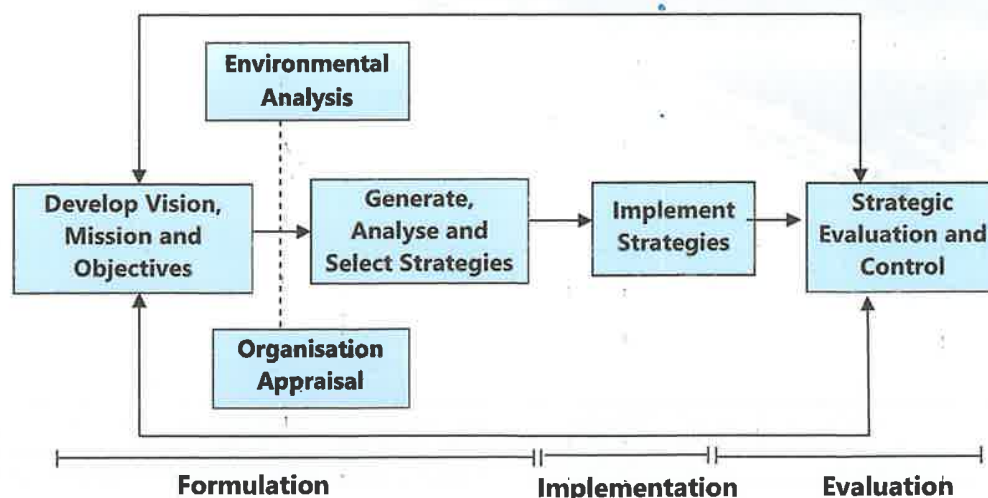 Environmental
Analysis
Develop Vision,
Mission and
Objectives
Generate,
Analyse and
Select Strategies
Implement
Strategies
Strategic
Evaluation and
Control
Organisation
Appraisal
Formulation
Implementation
Evaluation